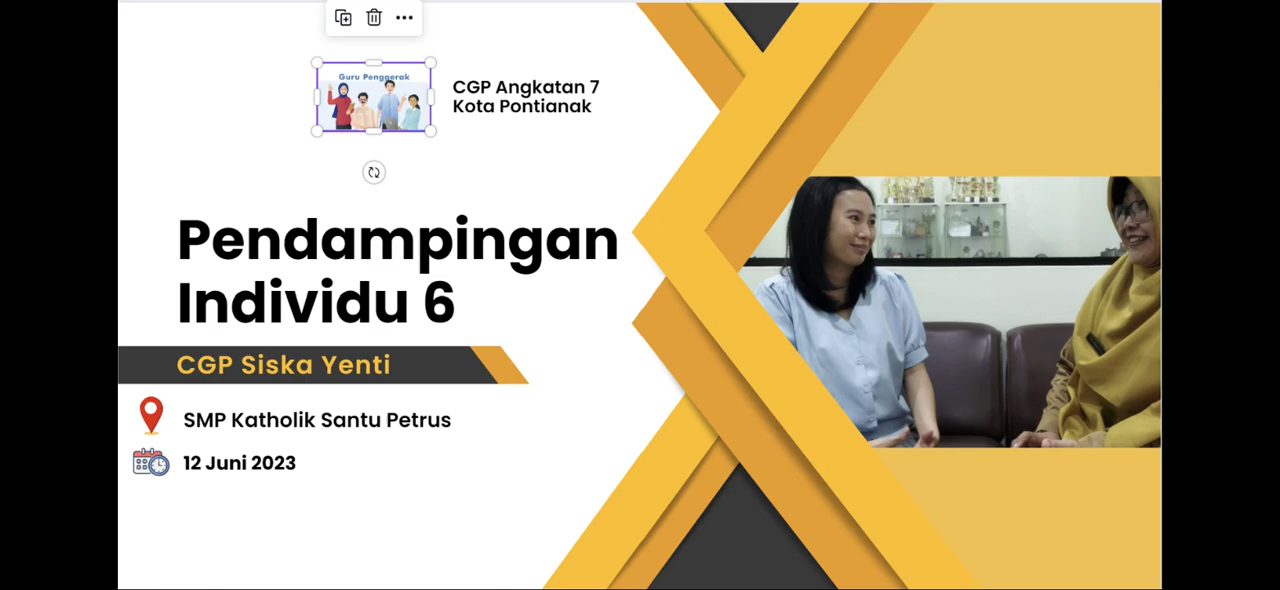 Guru Penggerak
CGP Angkatan 7
Kota Pontianak
Pendampingan
Individu 6
CGP Siska Yenti
SMP Katholik Santu Petrus
12 Juni 2023